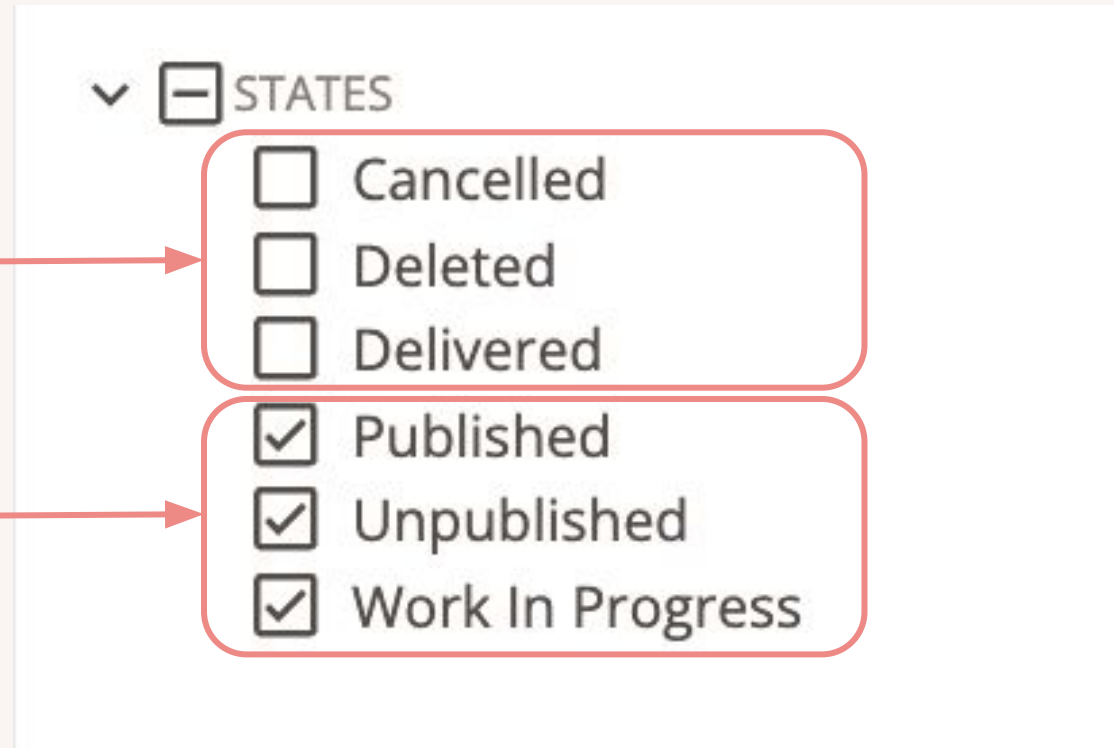 STATES
Cancelled
Deleted
Delivered
Published
Unpublished
Work In Progress